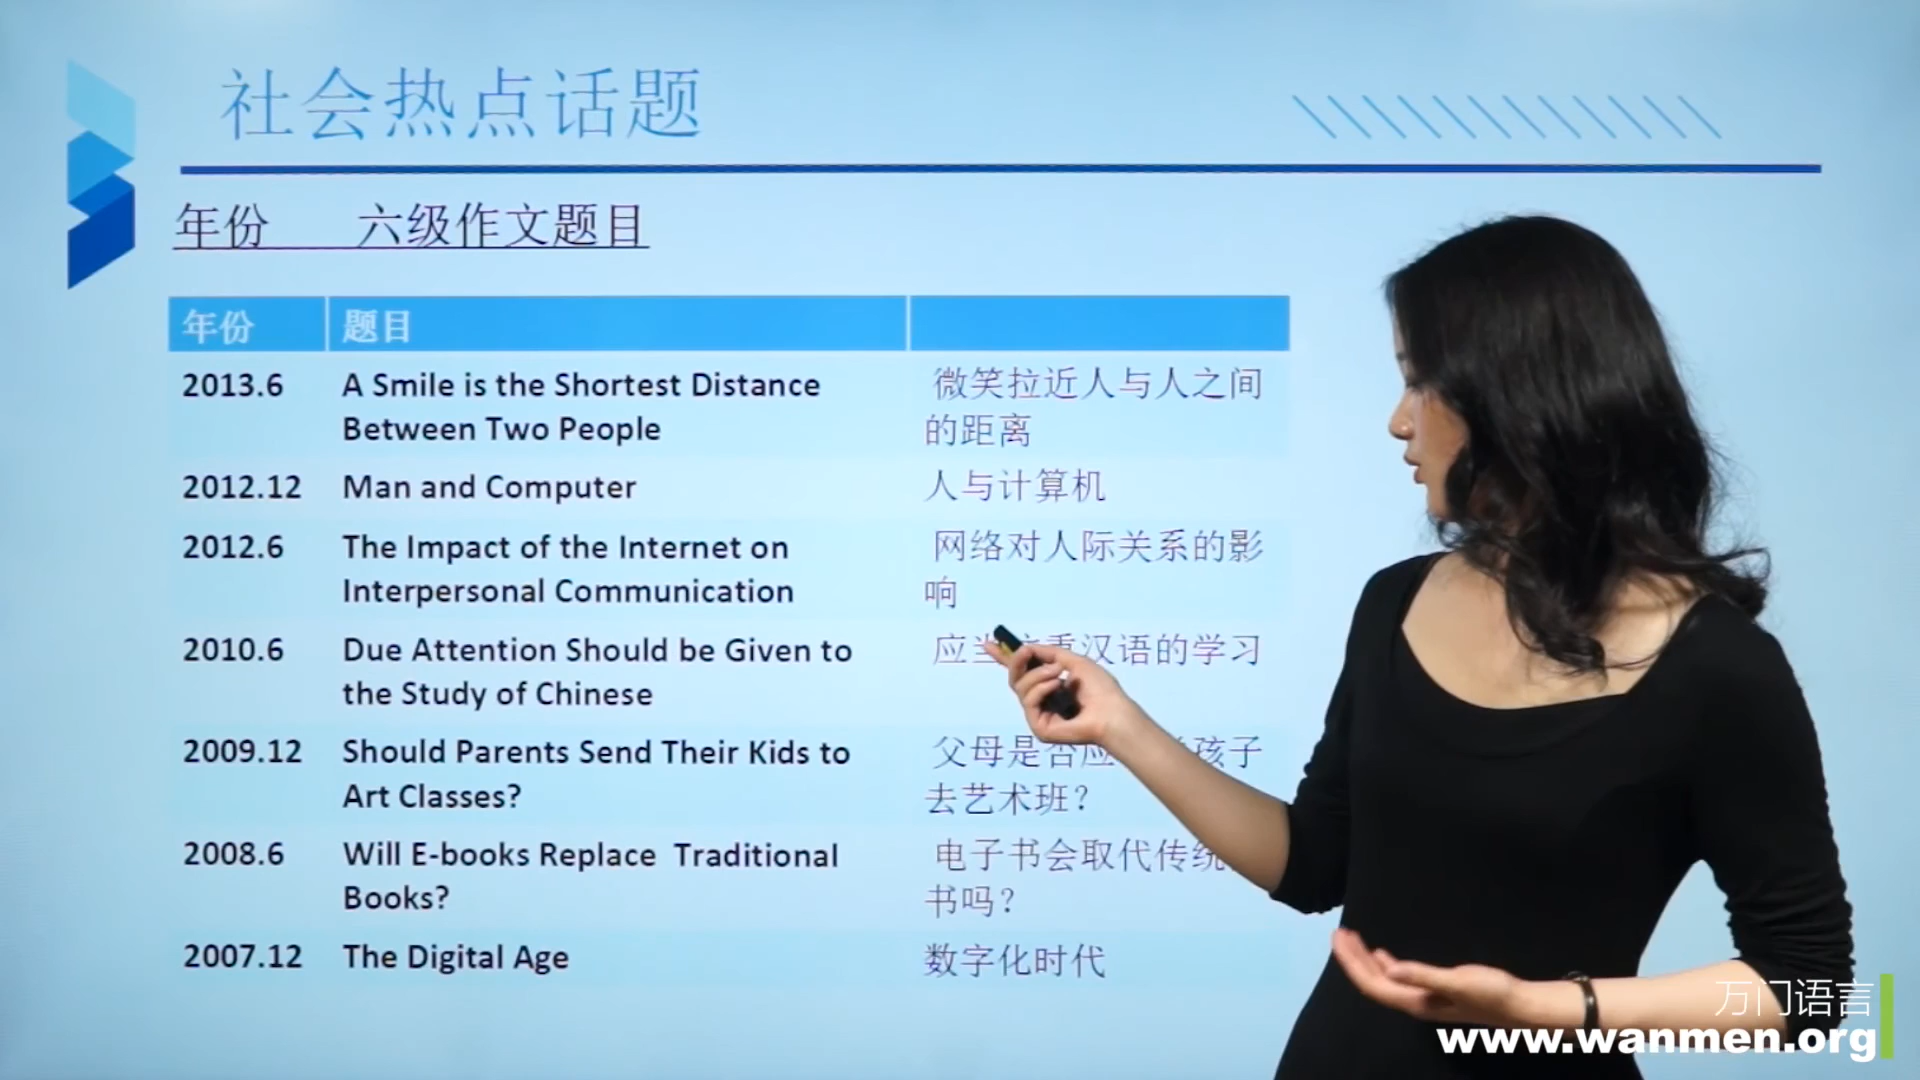 社会热点话题
年份 六级作文题目
年份 题目
2013.6 A Smile is the Shortest Distance 微笑拉近人与人之间
Between Two People 的距离
2012.12 Man and Computer 人与计算机
2012.6 The Impact of the Internet on 网络对人际关系的影
Interpersonal Communication 响
2010.6 Due Attention Should be Given to 应当 重汉语的学习
the Study of Chinese
2009.12 Should Parents Send Their Kids to 父母是否应 孩子
Art Classes? 去艺术班？
2008.6 Will E-books Replace Traditional 电子书会取代传统
Books? 书吗？
2007.12 The Digital Age 数字化时代
万门语言
www.wanmen.org